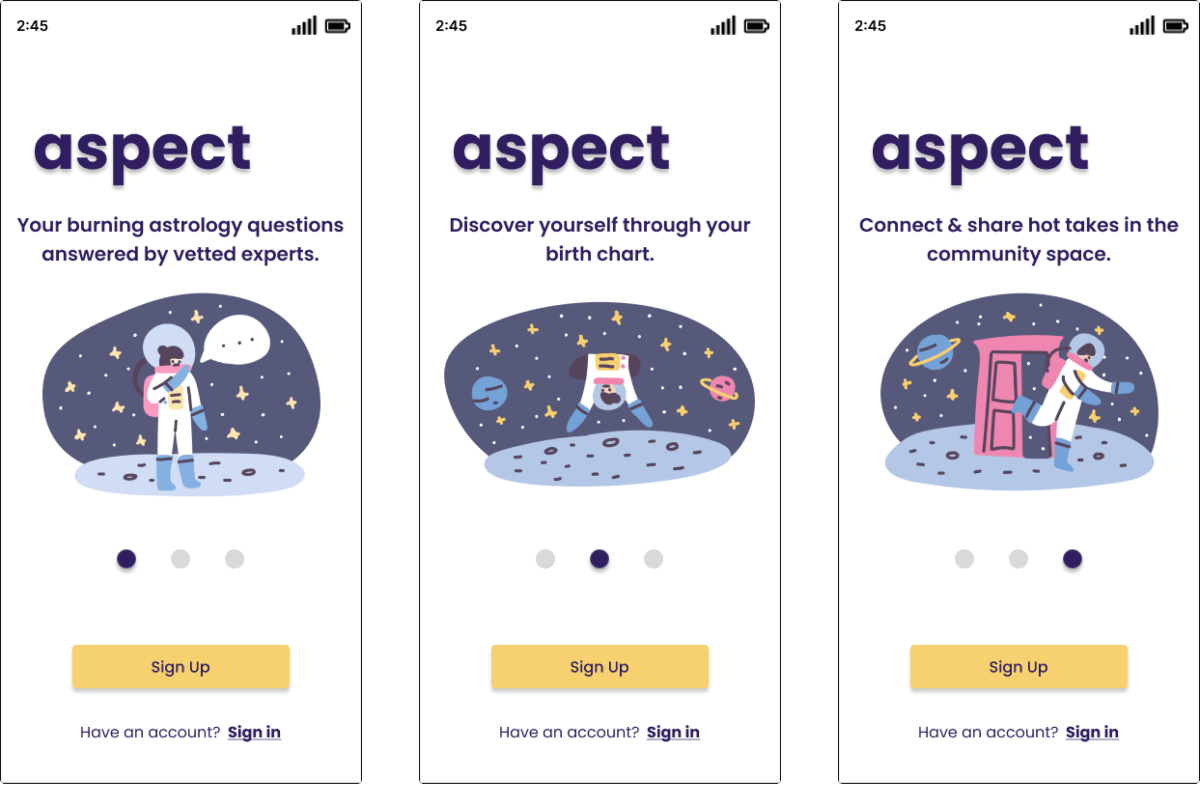 2:45
aspect
Your burning astrology questions
answered by vetted experts.
Sign Up
Have an account? Sign in
2:45
aspect
Discover yourself through your
birth chart.
Sign Up
Have an account? Sign in
2:45
aspect
Connect & share hot takes in the
community space.
Sign Up
Have an account? Sign in